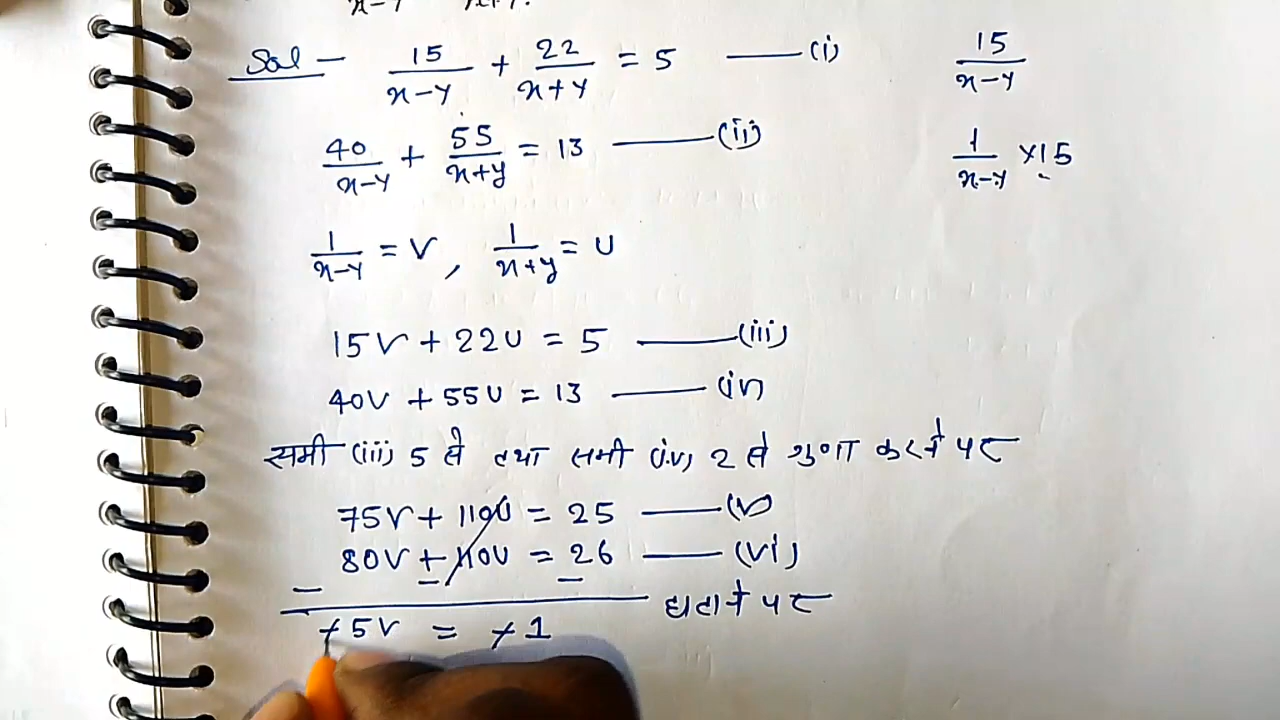 Sol - 15/(x-y) + 22/(x+y) = 5 —— (i)
15/(x-y)
40/(x-y) + 55/(x+y) = 13 —— (ii)
1/(x-y) ×15
1/(x-y) = V, 1/(x+y) = U
15V + 22U = 5 —— (iii)
40V + 55U = 13 —— (iv)
समी (iii) 5 से तथा समी (iv) 2 से गुणा करने पर
75V + 110U = 25 —— (v)
80V + 110U = 26 —— (vi)
- - -
घटाने पर
-5V = -1